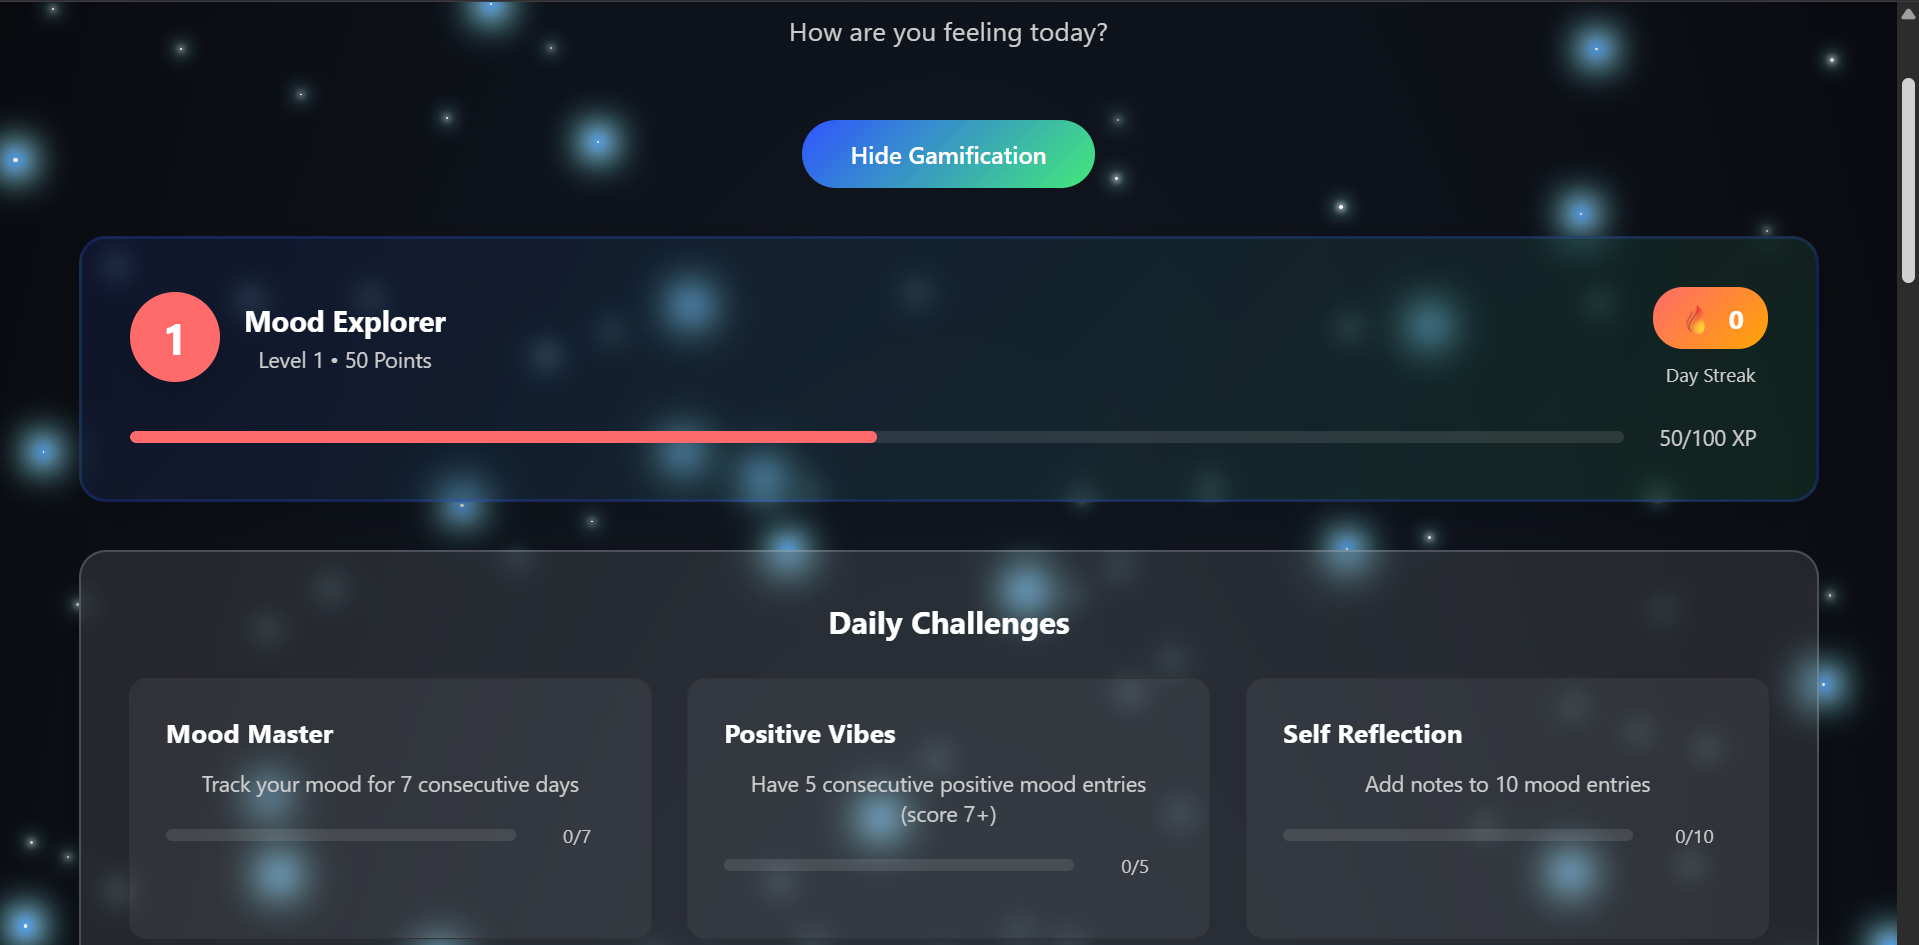 How are you feeling today?
Hide Gamification
1
Mood Explorer
Level 1 • 50 Points
🔥 0
Day Streak
50/100 XP
Daily Challenges
Mood Master
Track your mood for 7 consecutive days
0/7
Positive Vibes
Have 5 consecutive positive mood entries
(score 7+)
0/5
Self Reflection
Add notes to 10 mood entries
0/10